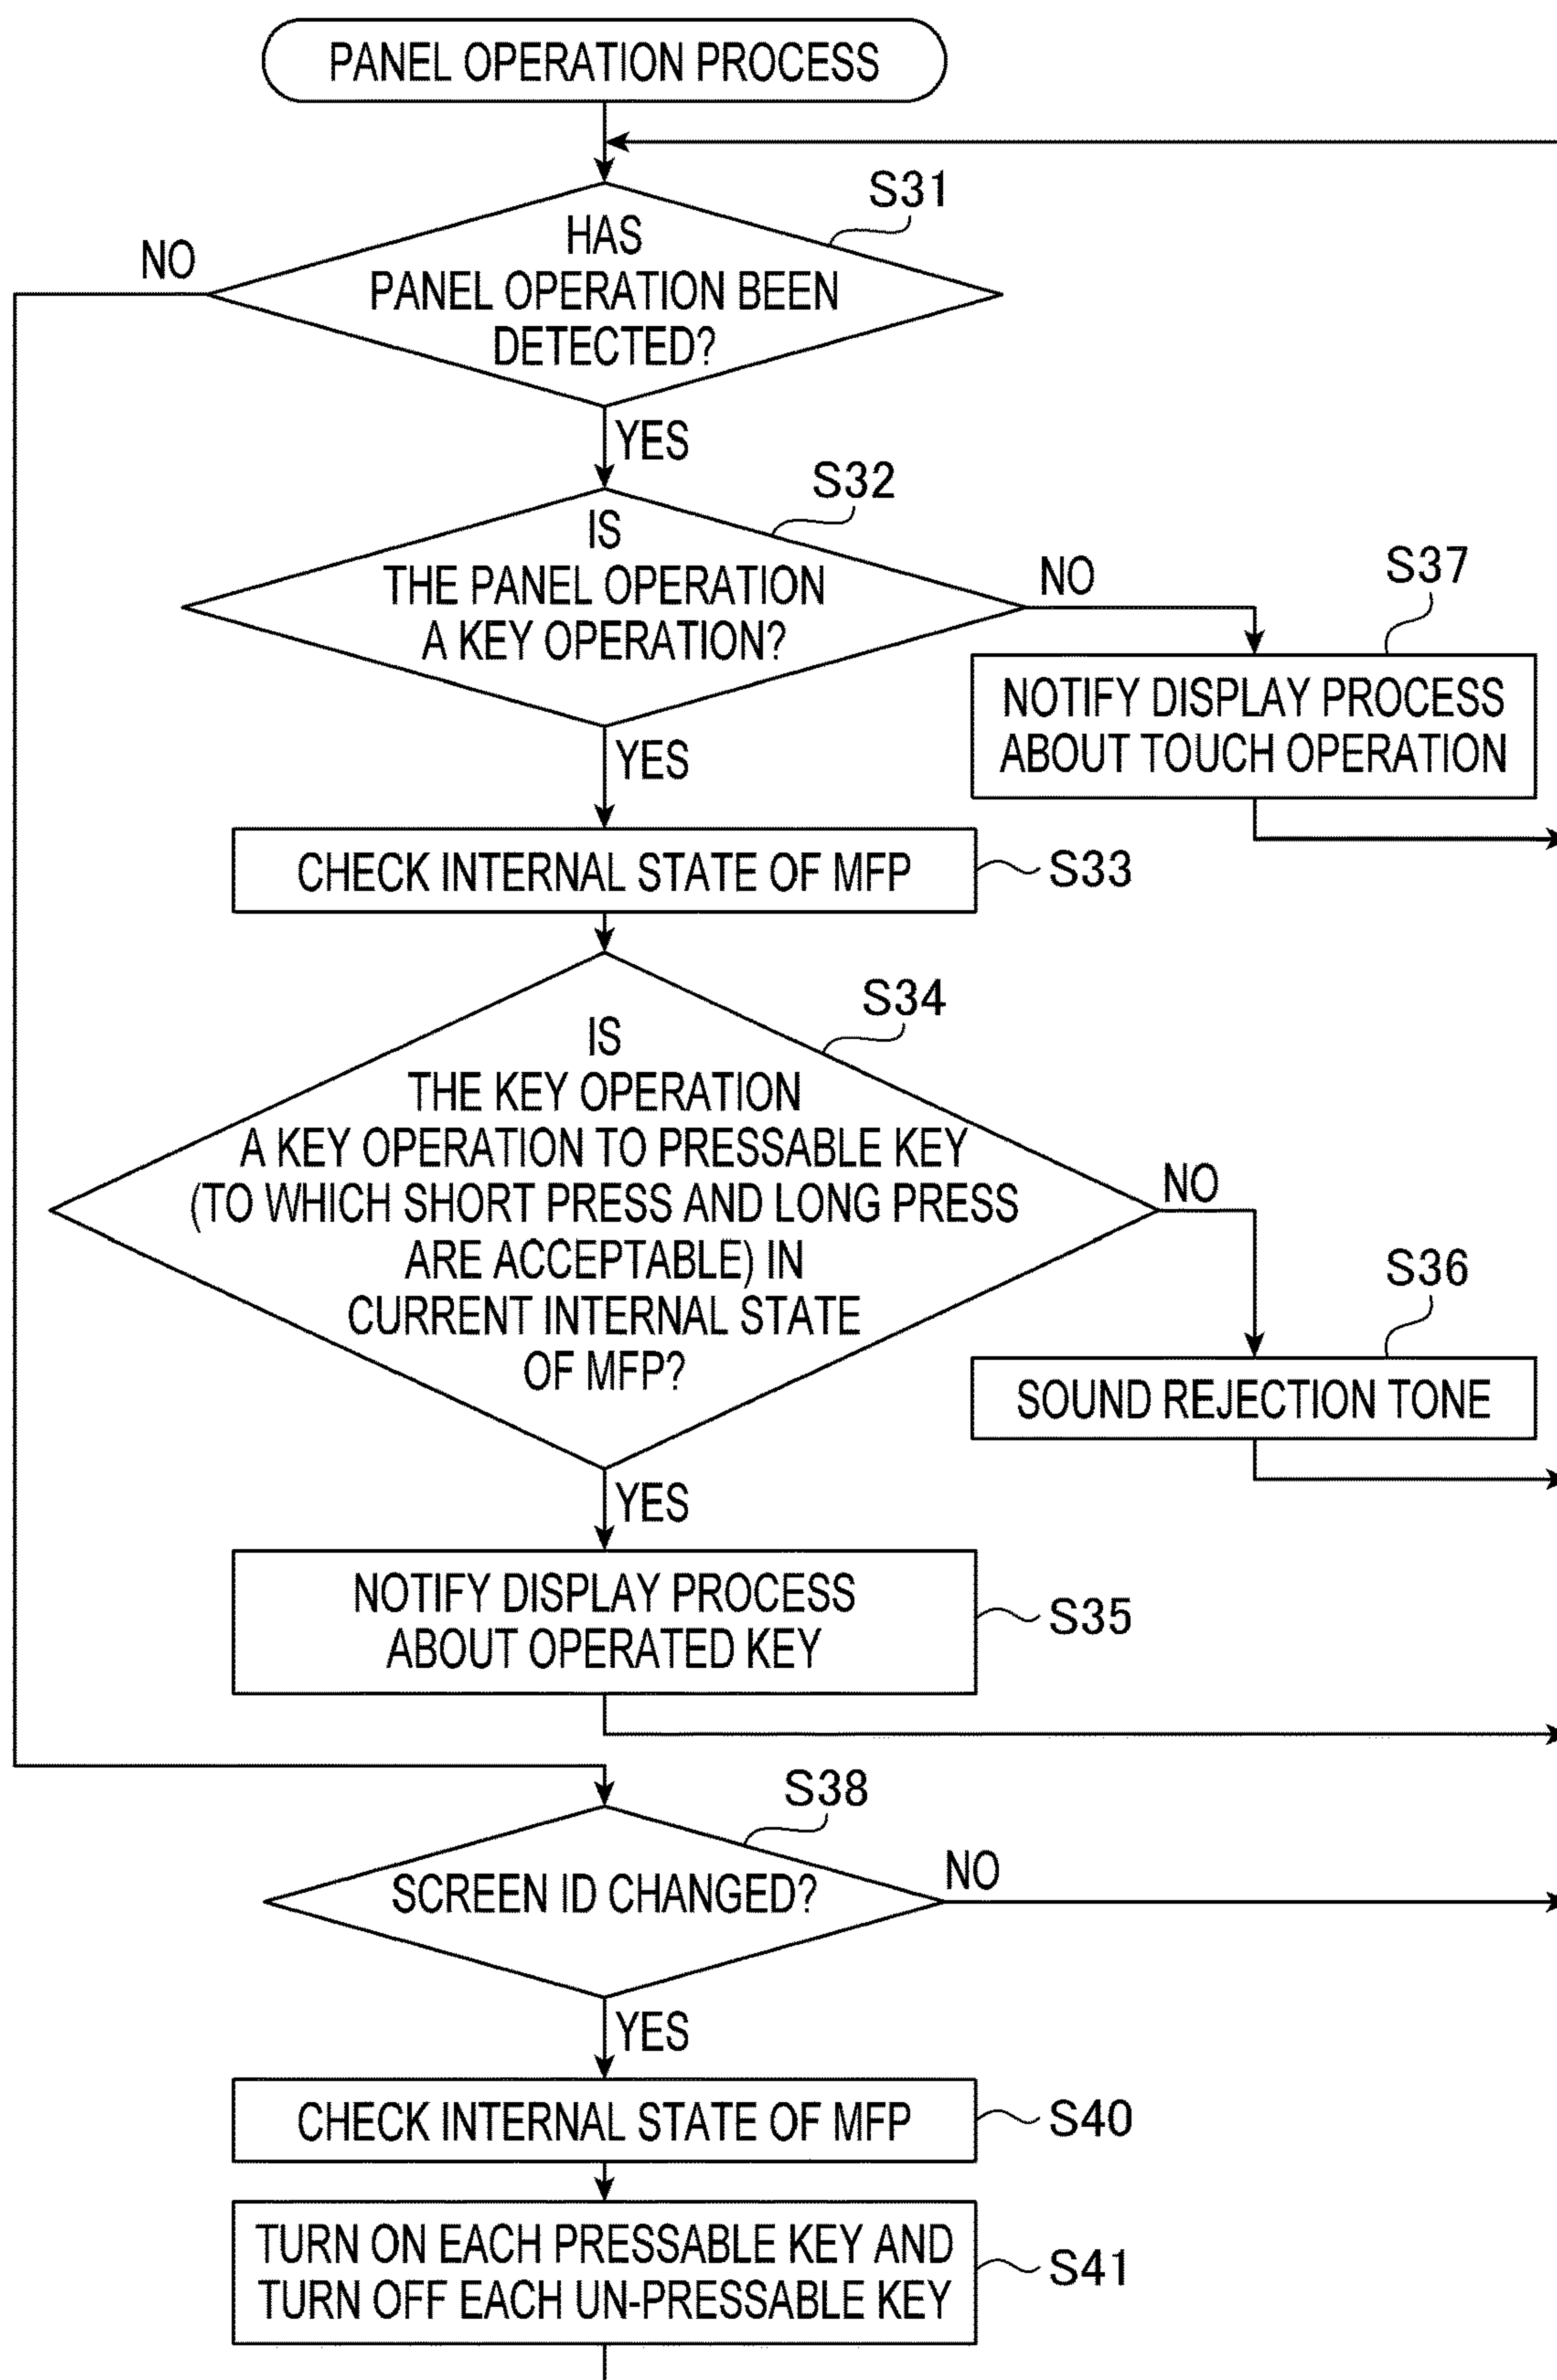 PANEL OPERATION PROCESS
S31
HAS
PANEL OPERATION BEEN
DETECTED?
NO
YES
S32
IS
THE PANEL OPERATION
A KEY OPERATION?
NO
S37
NOTIFY DISPLAY PROCESS
ABOUT TOUCH OPERATION
YES
CHECK INTERNAL STATE OF MFP
S33
S34
IS
THE KEY OPERATION
A KEY OPERATION TO PRESSABLE KEY
(TO WHICH SHORT PRESS AND LONG PRESS
ARE ACCEPTABLE) IN
CURRENT INTERNAL STATE
OF MFP?
NO
S36
SOUND REJECTION TONE
YES
NOTIFY DISPLAY PROCESS
ABOUT OPERATED KEY
S35
S38
SCREEN ID CHANGED?
NO
YES
CHECK INTERNAL STATE OF MFP
S40
TURN ON EACH PRESSABLE KEY AND
TURN OFF EACH UN-PRESSABLE KEY
S41